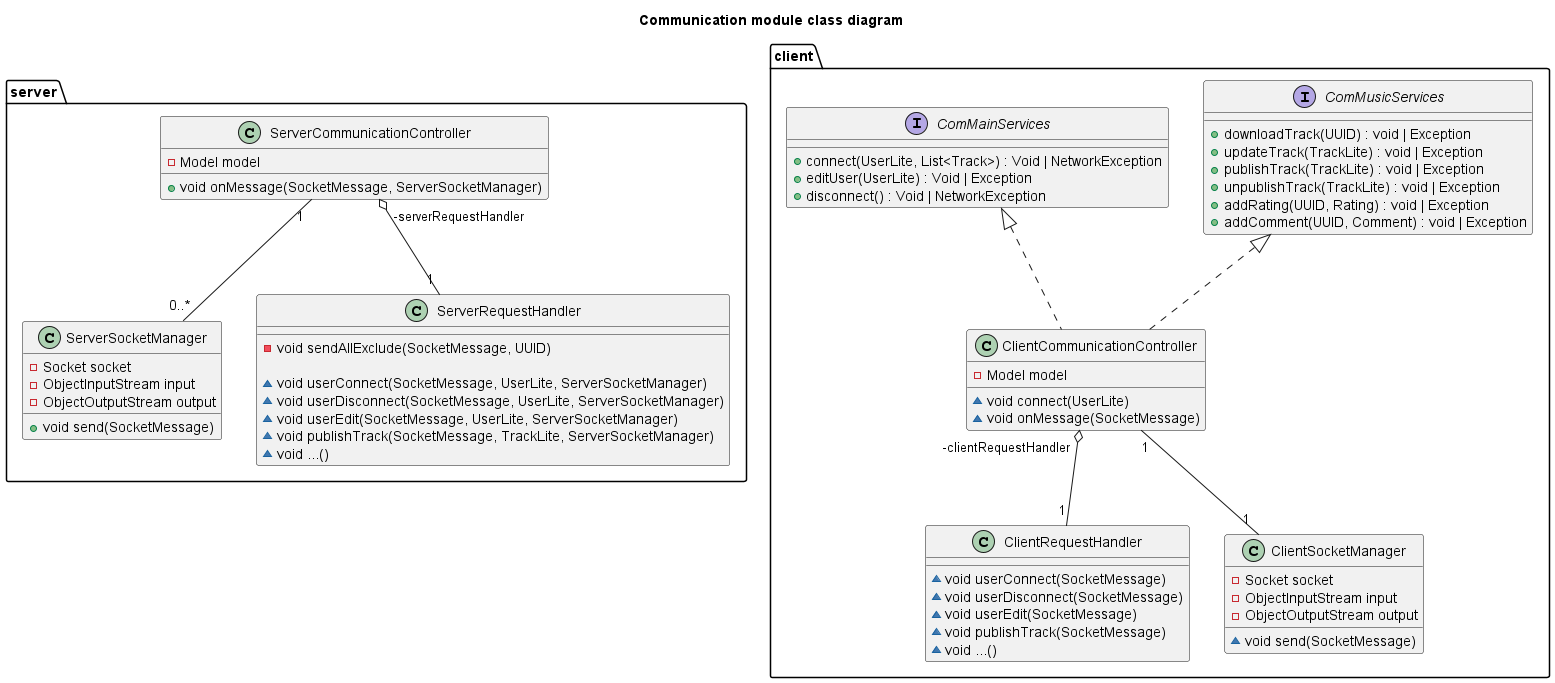 Communication module class diagram
server
C ServerCommunicationController
Model model
void onMessage(SocketMessage, ServerSocketManager)
1
-serverRequestHandler
0..*
1
C ServerSocketManager
Socket socket
ObjectInputStream input
ObjectOutputStream output
void send(SocketMessage)
C ServerRequestHandler
void sendAllExclude(SocketMessage, UUID)
void userConnect(SocketMessage, UserLite, ServerSocketManager)
void userDisconnect(SocketMessage, UserLite, ServerSocketManager)
void userEdit(SocketMessage, UserLite, ServerSocketManager)
void publishTrack(SocketMessage, TrackLite, ServerSocketManager)
void ...()
client
I ComMainServices
connect(UserLite, List<Track>) : Void | NetworkException
editUser(UserLite) : Void | Exception
disconnect() : Void | NetworkException
I ComMusicServices
downloadTrack(UUID) : void | Exception
updateTrack(TrackLite) : void | Exception
publishTrack(TrackLite) : void | Exception
unpublishTrack(TrackLite) : void | Exception
addRating(UUID, Rating) : void | Exception
addComment(UUID, Comment) : void | Exception
C ClientCommunicationController
Model model
void connect(UserLite)
void onMessage(SocketMessage)
-clientRequestHandler
1
1
1
C ClientRequestHandler
void userConnect(SocketMessage)
void userDisconnect(SocketMessage)
void userEdit(SocketMessage)
void publishTrack(SocketMessage)
void ...()
C ClientSocketManager
Socket socket
ObjectInputStream input
ObjectOutputStream output
void send(SocketMessage)